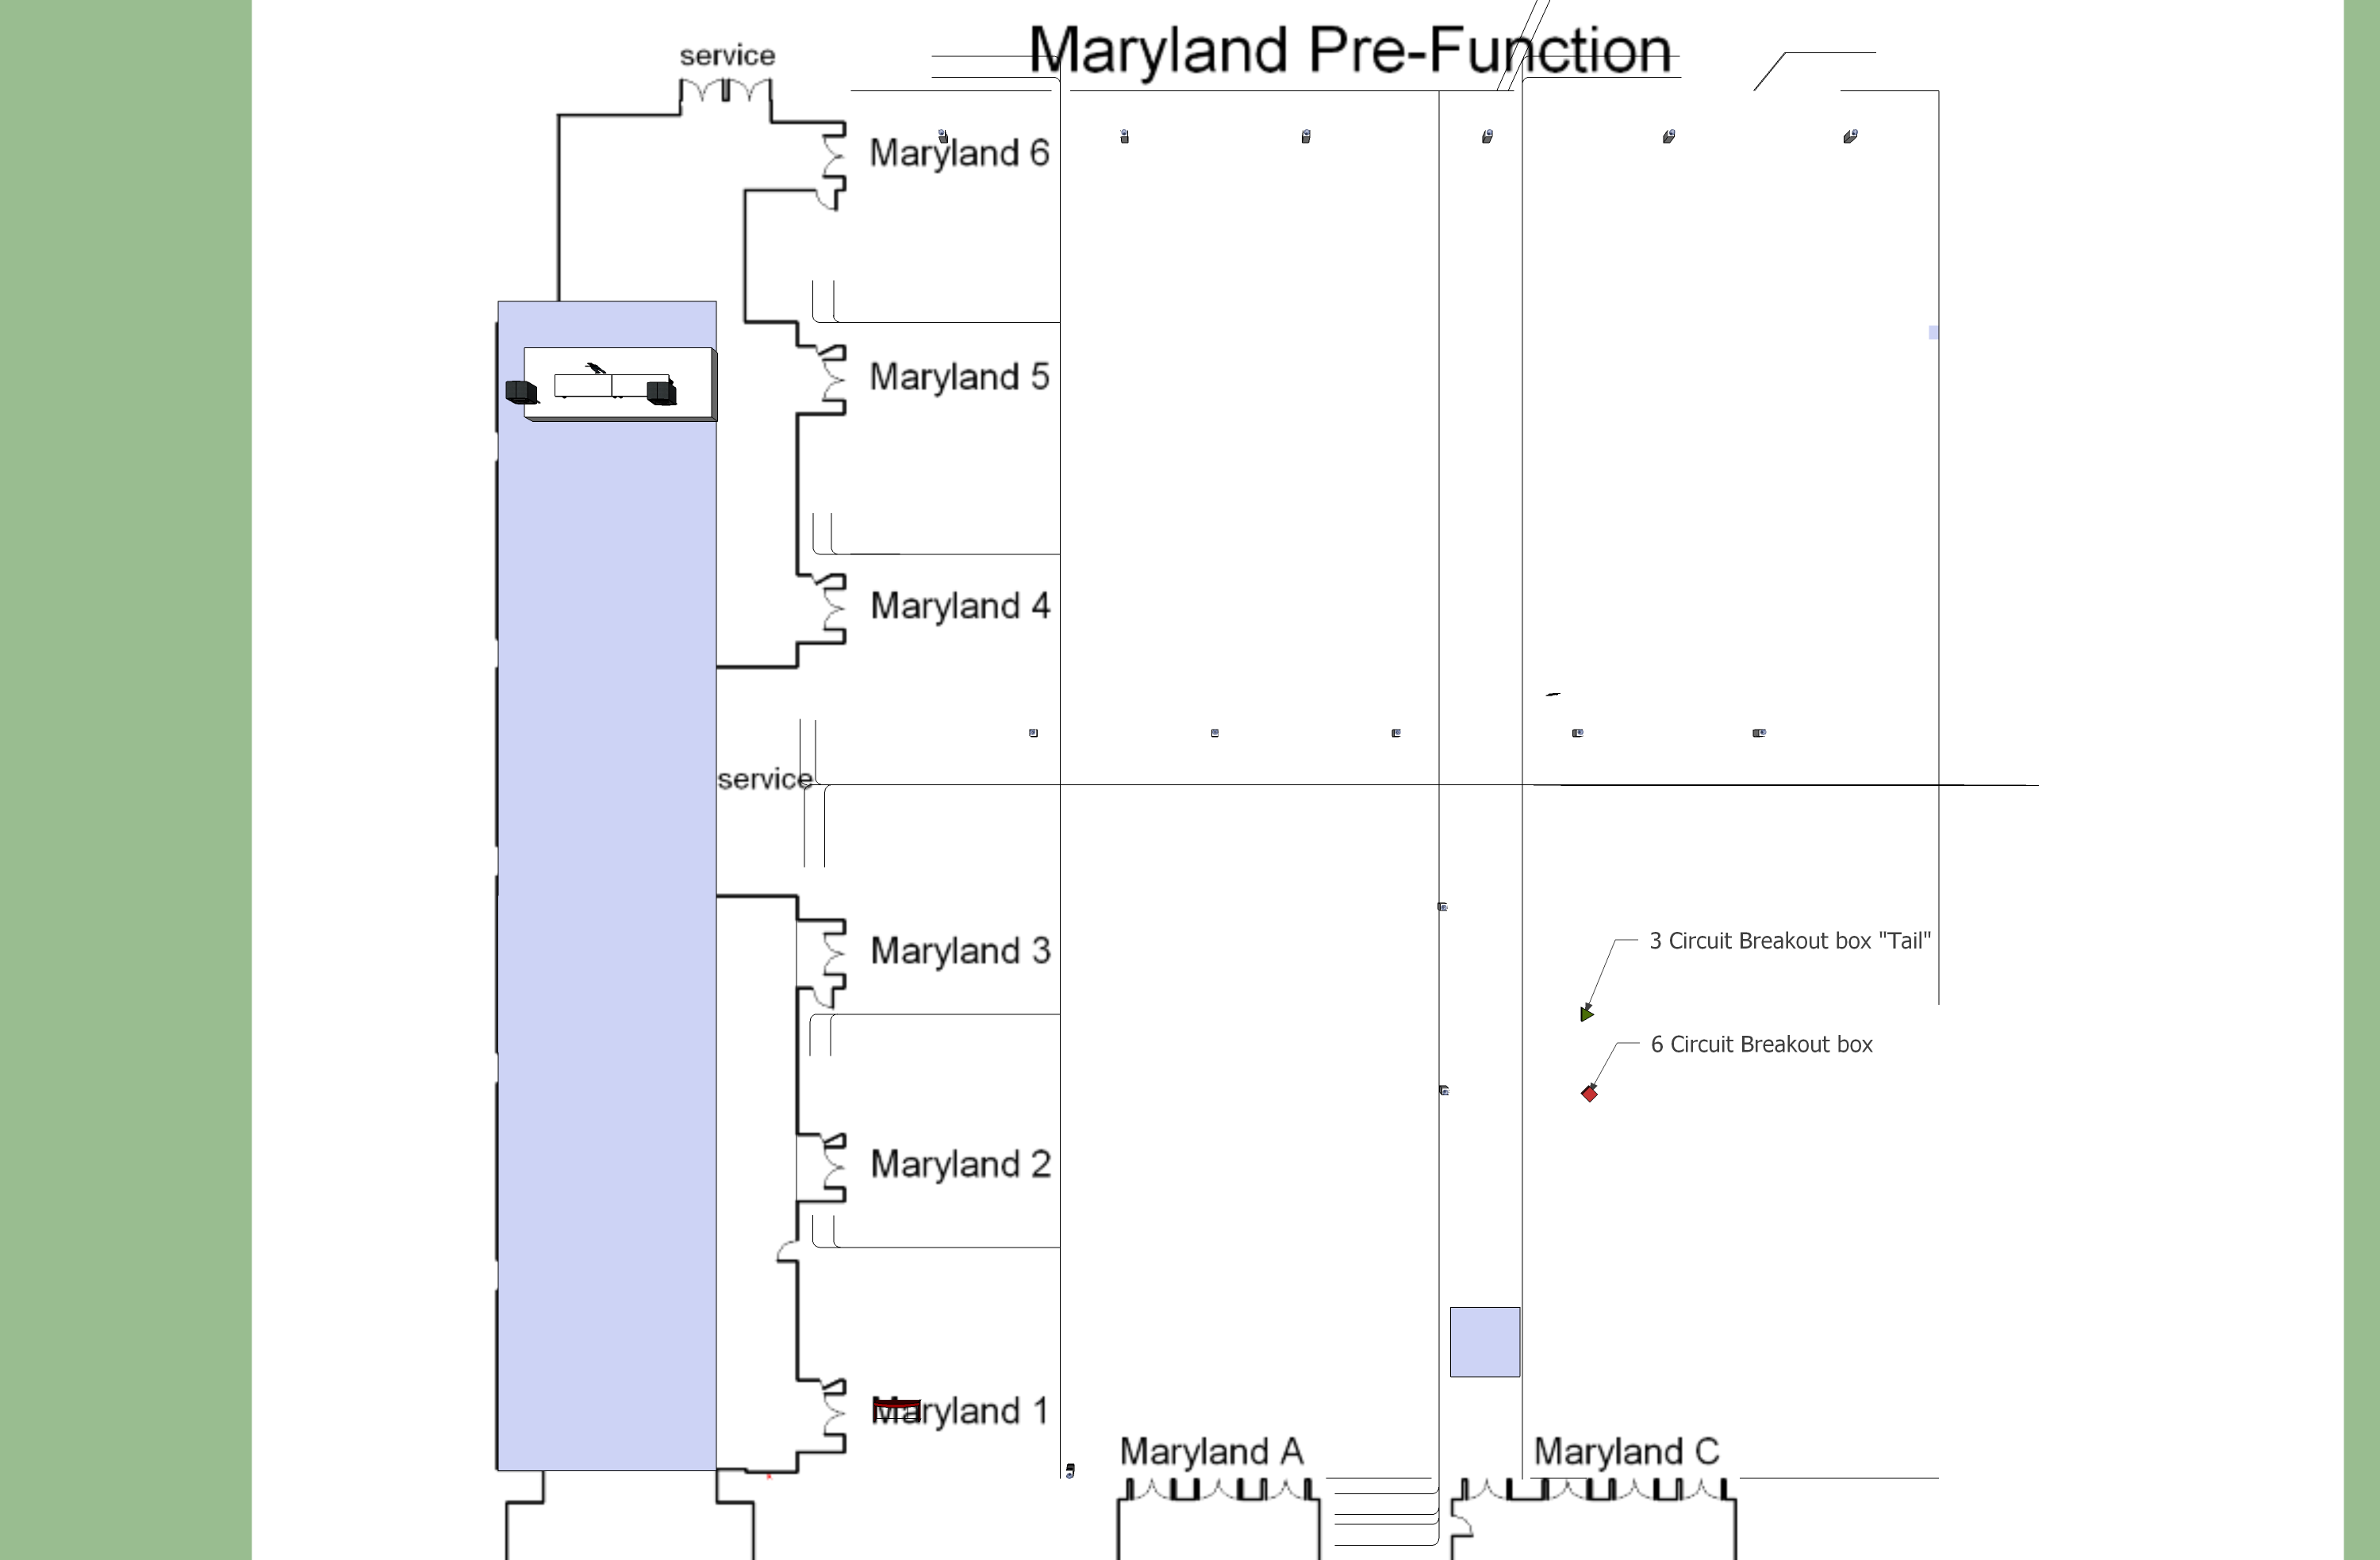 Maryland Pre-Function
service
Maryland 6
Maryland 5
Maryland 4
service
Maryland 3
3 Circuit Breakout box "Tail"
6 Circuit Breakout box
Maryland 2
Maryland 1
Maryland A
Maryland C